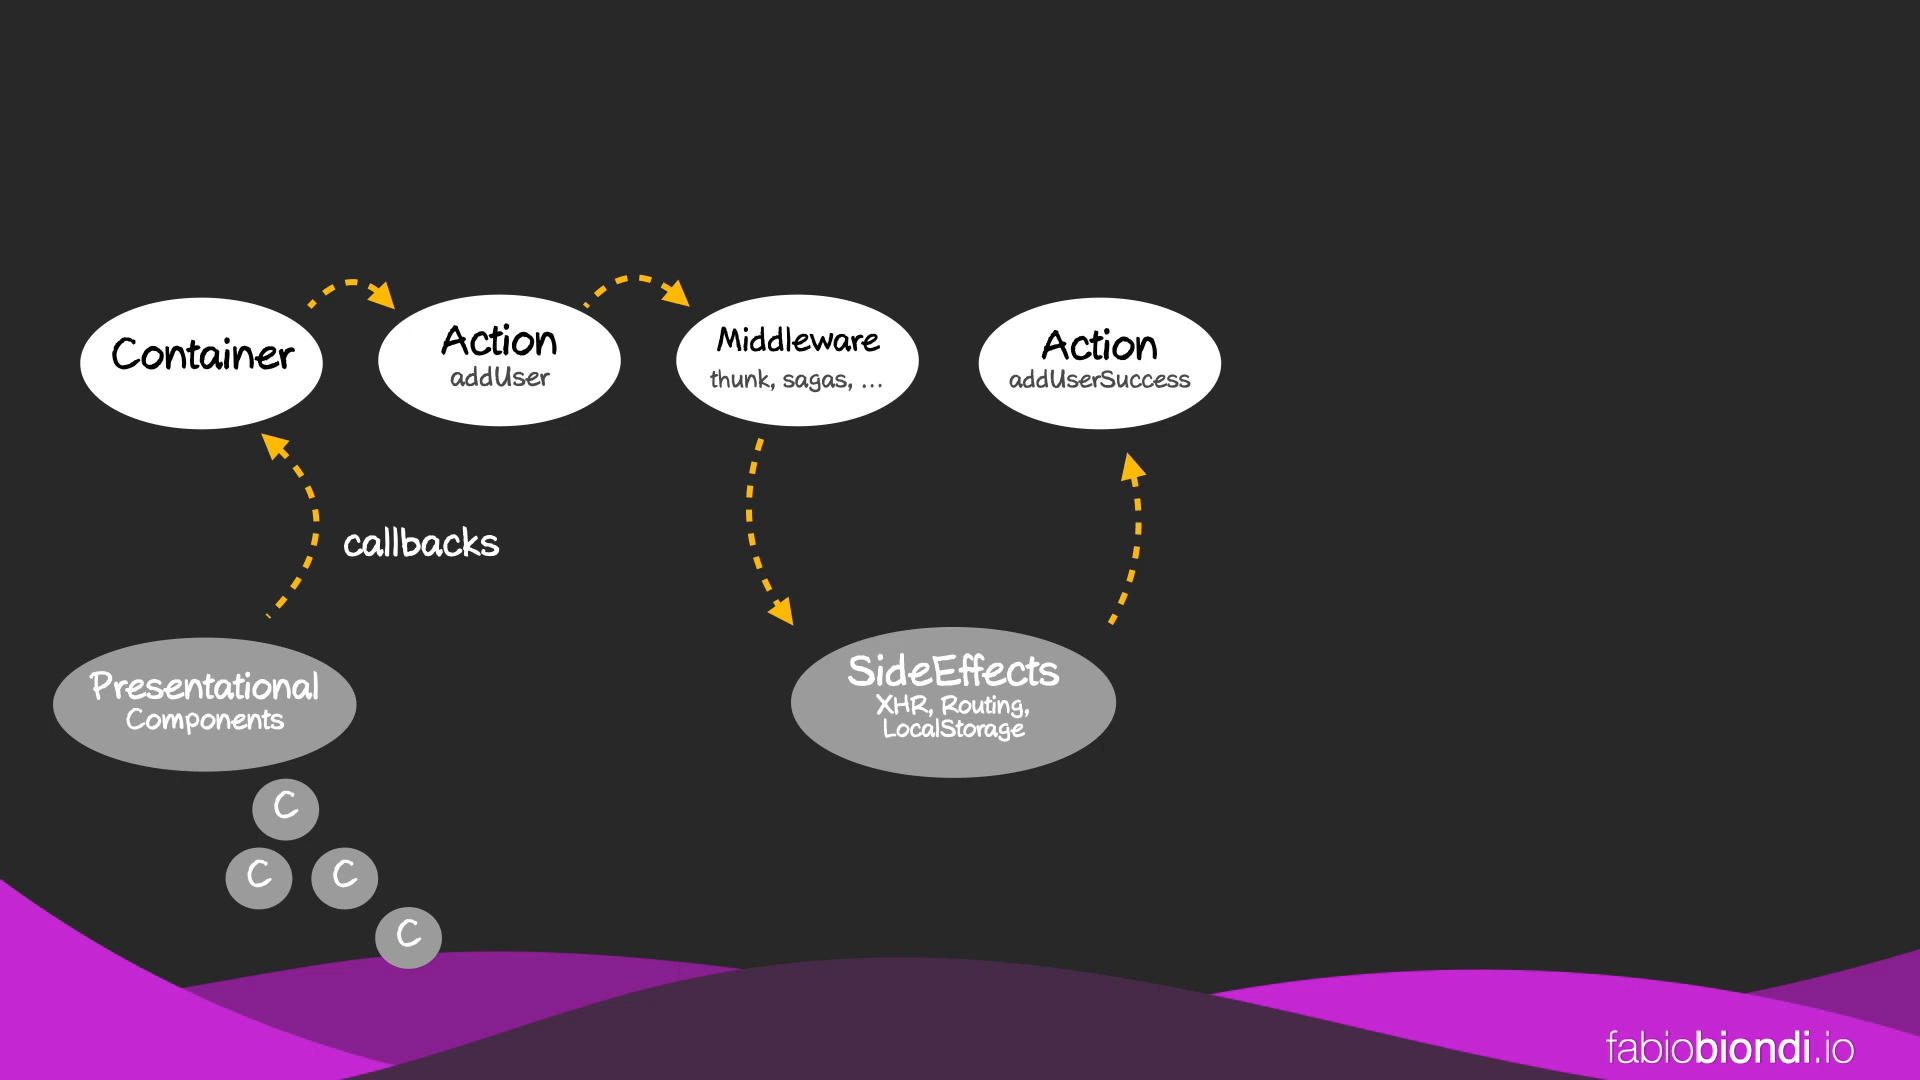 Container
Action
addUser
Middleware
thunk, sagas, ...
Action
addUserSuccess
callbacks
Presentational
Components
SideEffects
XHR, Routing,
LocalStorage
C
C
C
C
fabiobiondi.io